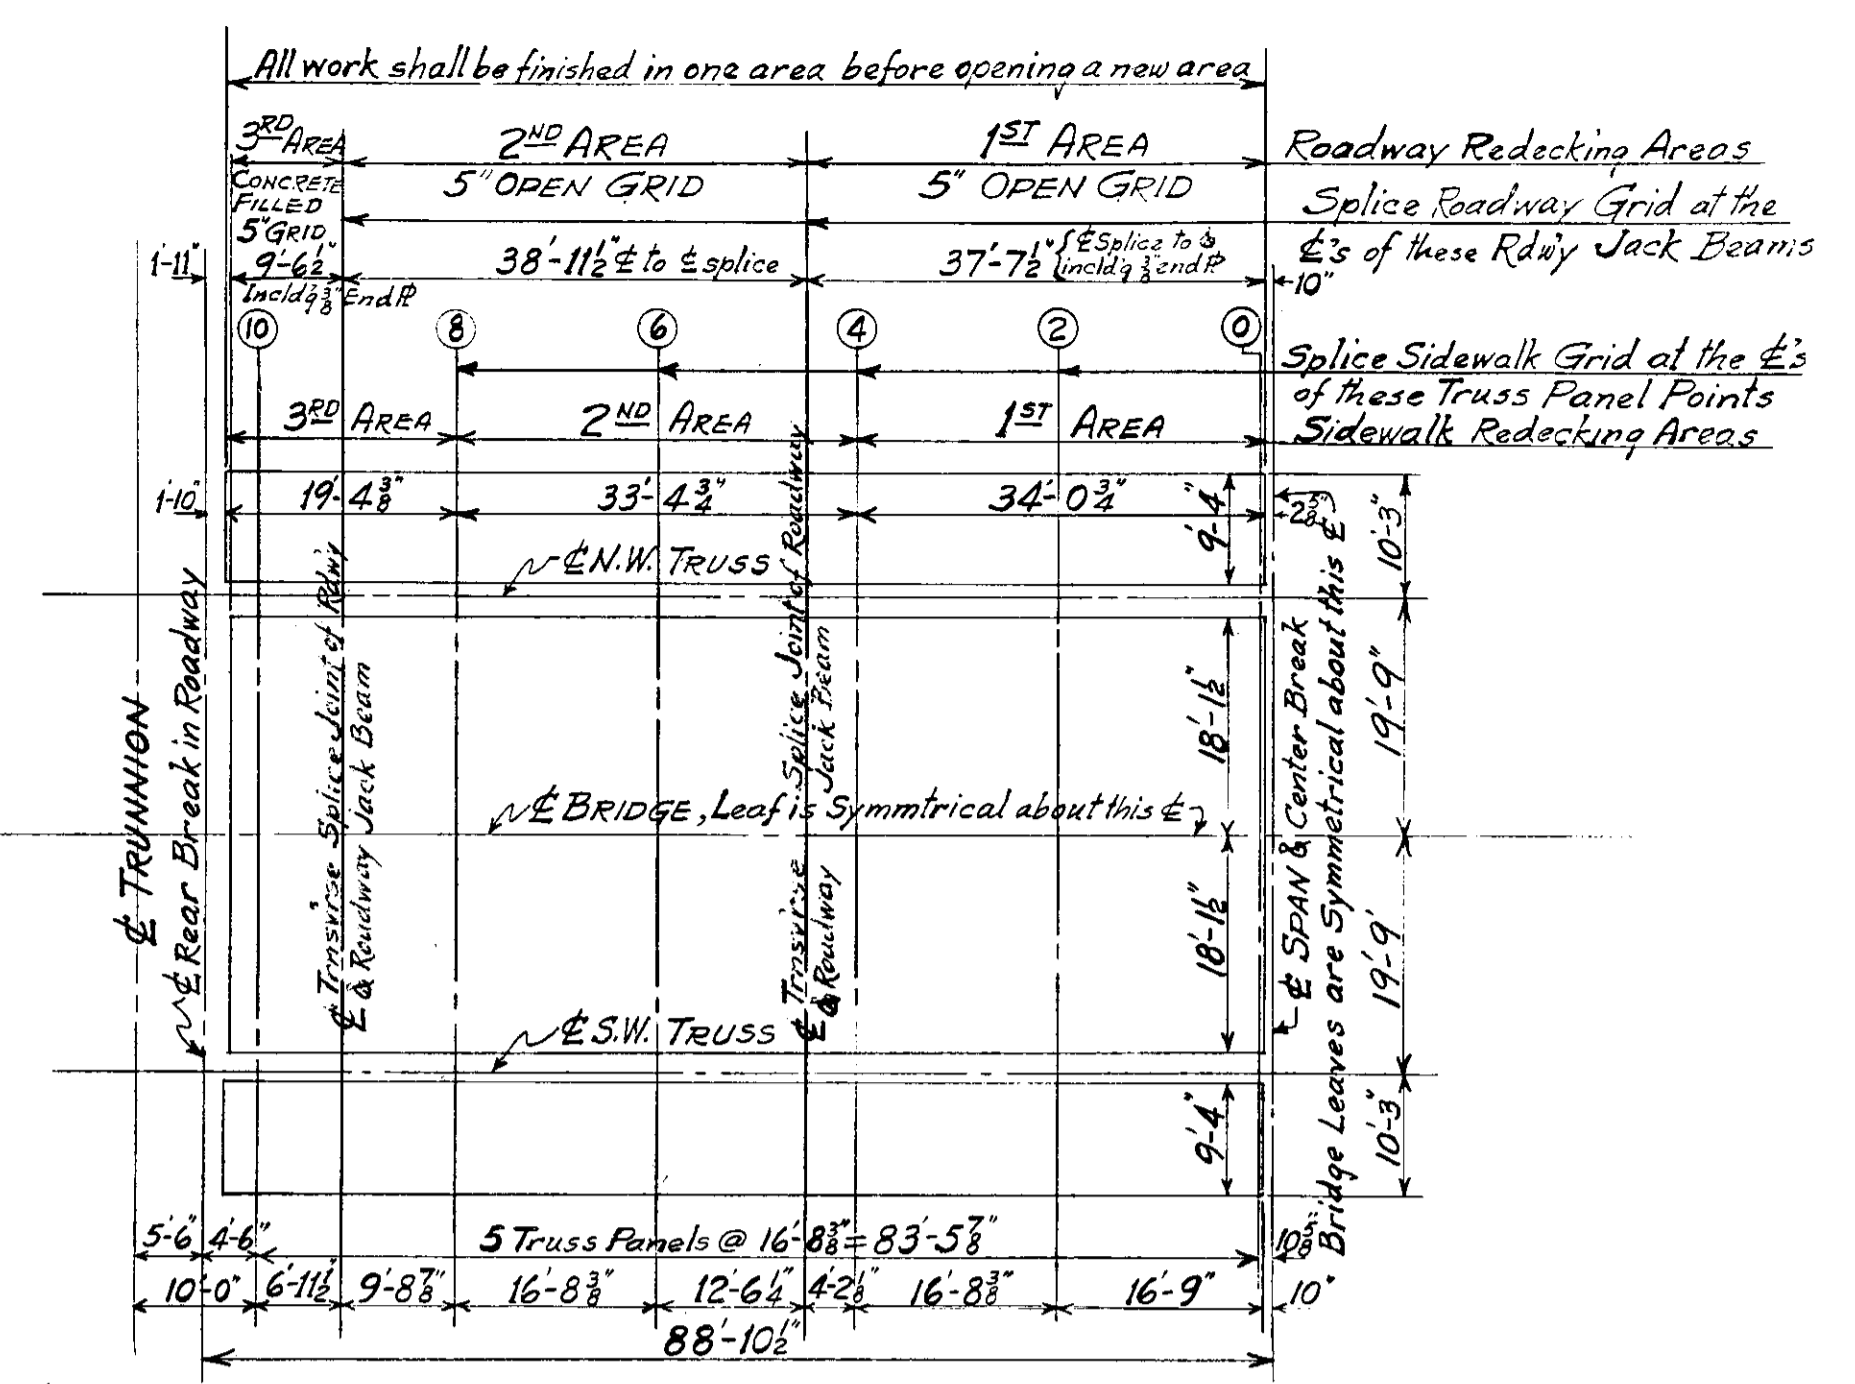 All work shall be finished in one area before opening a new area
3RD AREA
2ND AREA
1ST AREA
Roadway Redecking Areas
CONCRETE
FILLED
5" GRID
5" OPEN GRID
5" OPEN GRID
Splice Roadway Grid at the
℄'s of these Rdw'y Jack Beams
1'-11"
9'-6½"
Incld'g ⅜" End ℙ
38'-11½" ℄ to ℄ splice
37'-7½" { ℄ Splice to &
incld'g ⅜" end ℙ
10"
10
8
6
4
2
0
Splice Sidewalk Grid at the ℄'s
of these Truss Panel Points
3RD AREA
2ND AREA
1ST AREA
Sidewalk Redecking Areas
1'-10"
19'-4⅜"
33'-4¾"
34'-0¾"
9'-4"
2⅝"
10'-3"
℄ N.W. TRUSS
℄ TRUNNION
℄ Rear Break in Roadway
℄ Trnsvrse Splice Joint of Rdw'y
℄ & Roadway Jack Beam
℄ Trnsvrse Splice Joint of Roadway
℄ & Roadway Jack Beam
18'-1½"
19'-9"
℄ BRIDGE, Leaf is Symmtrical about this ℄
18'-1½"
19'-9'
℄ SPAN & Center Break
Bridge Leaves are Symmetrical about this ℄
℄ S.W. TRUSS
9'-4"
10'-3"
5'-6"
4'-6"
5 Truss Panels @ 16'-8⅜" = 83'-5⅞"
10⅝"
10'-0"
6'-11½"
9'-8⅞"
16'-8⅜"
12'-6¼"
4'-2⅛"
16'-8⅜"
16'-9"
10"
88'-10½"